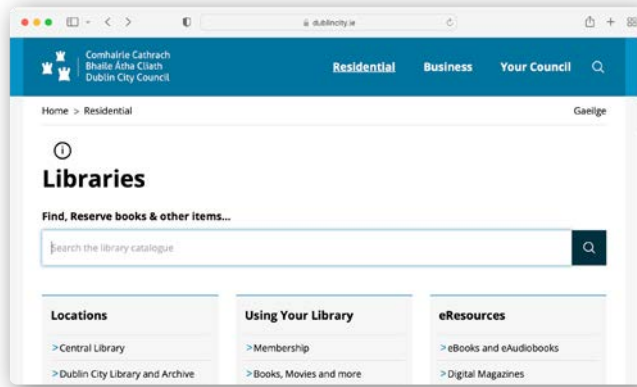 dublincity.ie
Comhairle Cathrach
Bhaile Átha Cliath
Dublin City Council
Residential Business Your Council
Home > Residential Gaeilge
Libraries
Find, Reserve books & other items...
Search the library catalogue
Locations Using Your Library eResources
>Central Library >Membership >eBooks and eAudiobooks
>Dublin City Library and Archive >Books, Movies and more >Digital Magazines